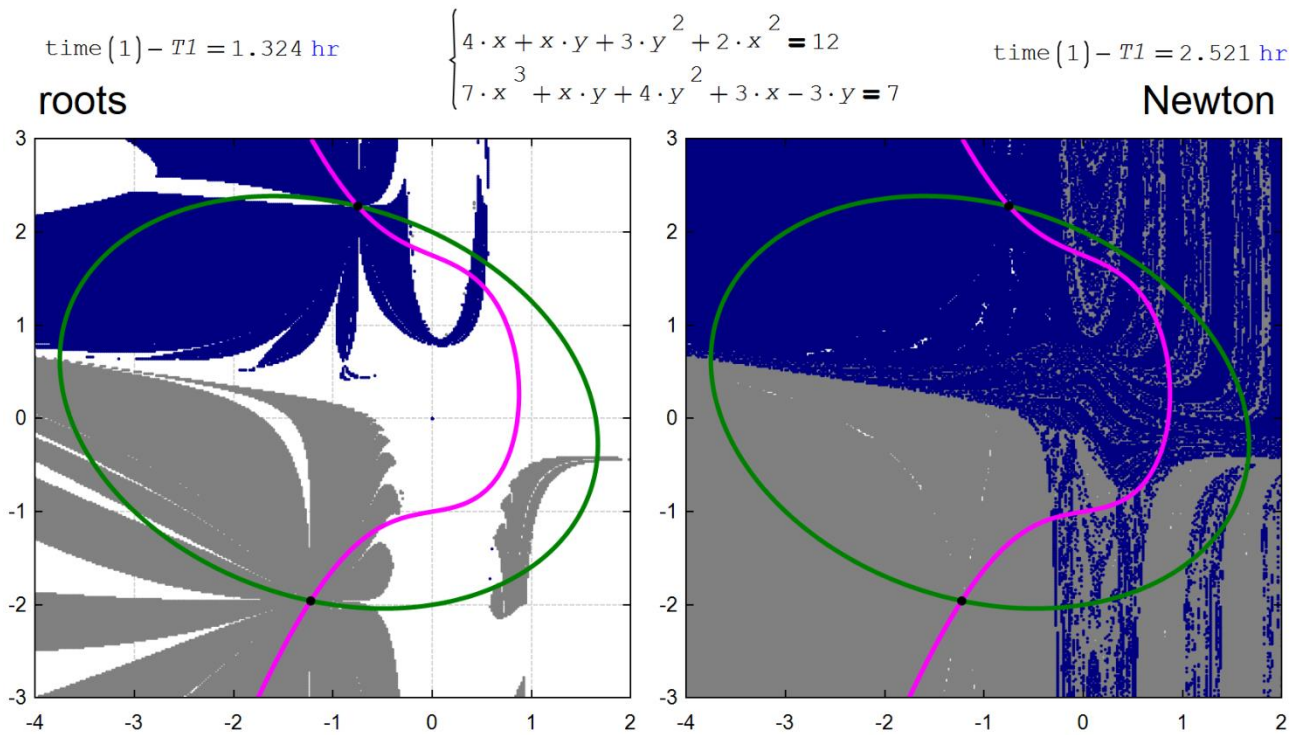 time(1)-T1=1.324 hr
4·x+x·y+3·y²+2·x²=12
7·x³+x·y+4·y²+3·x-3·y=7
time(1)-T1=2.521 hr
roots
Newton
3
2
1
0
-1
-2
-3
-4 -3 -2 -1 0 1 2
3
2
1
0
-1
-2
-3
-4 -3 -2 -1 0 1 2